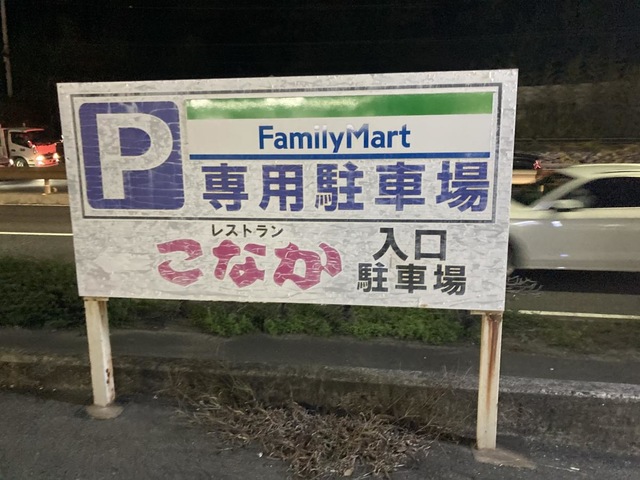 P
FamilyMart
専用駐車場
レストラン
こなか
入口
駐車場